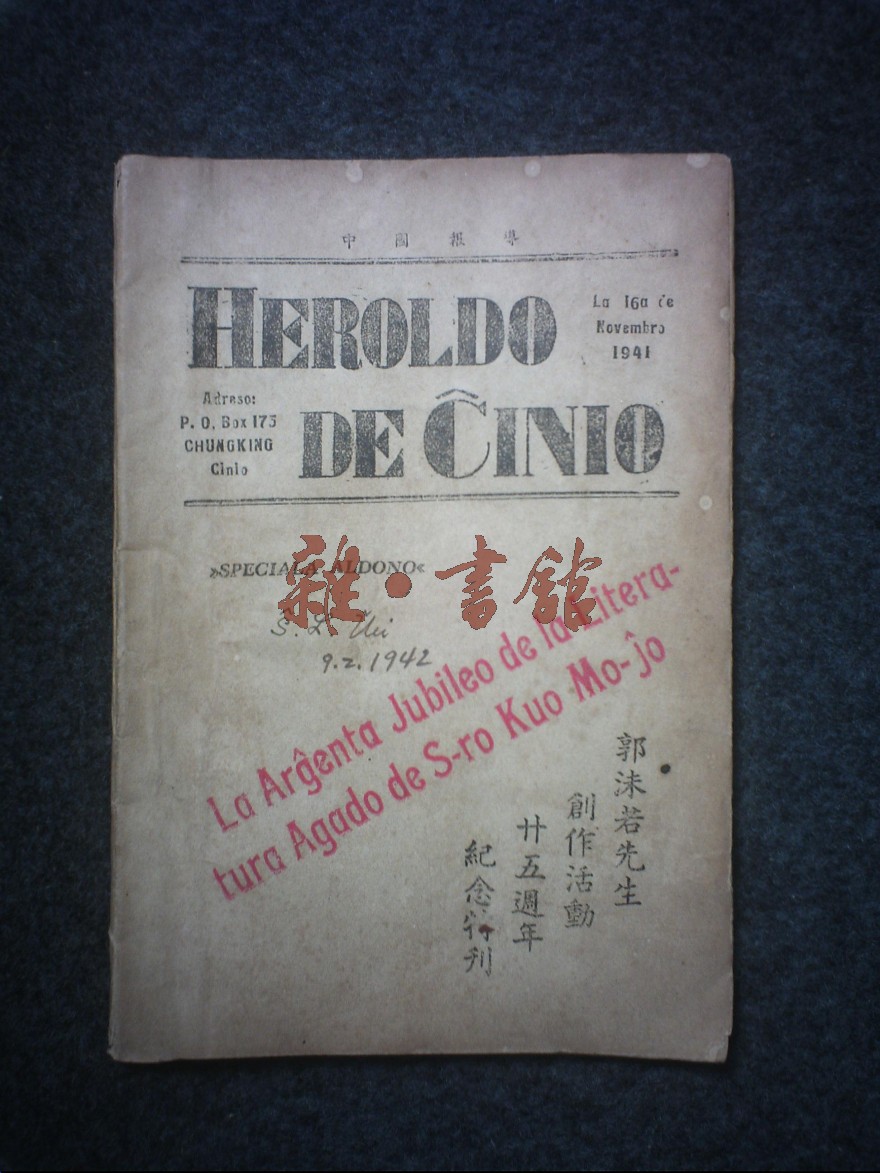 中國報導
HEROLDO
La 16a de
Novembro
1941
Adreso:
P. O. Box 175
CHUNGKING
Cinio
DE ĈINIO
»SPECIALA ALDONO«
雜·書館
9.2.1942
La Arĝenta Jubileo de la Litera-
tura Agado de S-ro Kuo Mo-ĵo
郭沫若先生
創作活動
廿五週年
紀念特刊